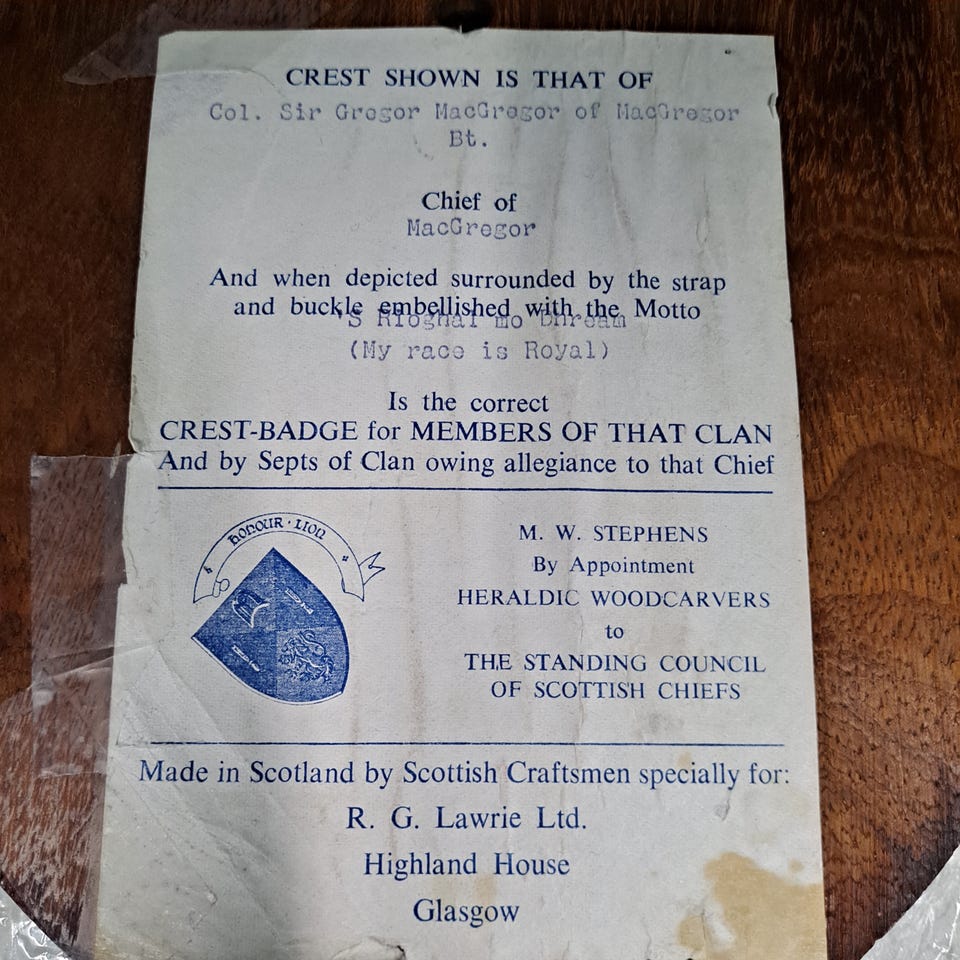 CREST SHOWN IS THAT OF
Col. Sir Gregor MacGregor of MacGregor
Bt.
Chief of
MacGregor
And when depicted surrounded by the strap
and buckle embellished with the Motto
'S Rioghal mo Dhream
(My race is Royal)
Is the correct
CREST-BADGE for MEMBERS OF THAT CLAN
And by Septs of Clan owing allegiance to that Chief
HONOUR · LION
M. W. STEPHENS
By Appointment
HERALDIC WOODCARVERS
to
THE STANDING COUNCIL
OF SCOTTISH CHIEFS
Made in Scotland by Scottish Craftsmen specially for:
R. G. Lawrie Ltd.
Highland House
Glasgow